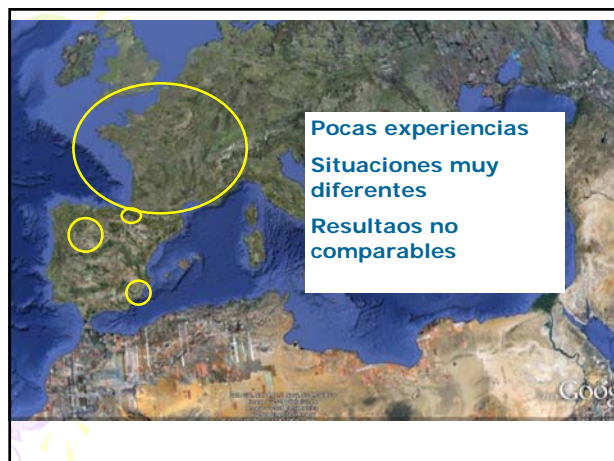 Pocas experiencias
Situaciones muy
diferentes
Resultaos no
comparables